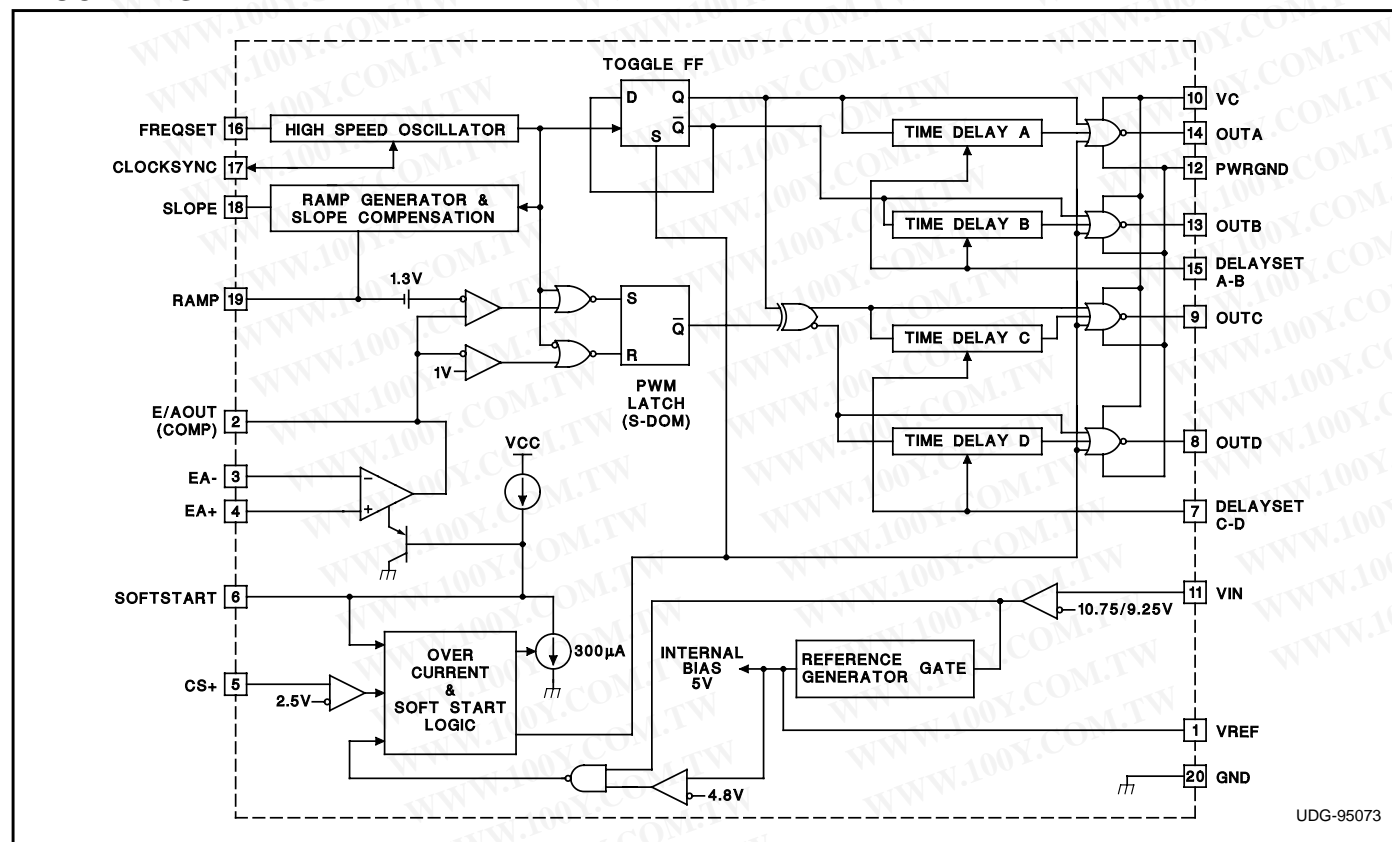 TOGGLE FF
D Q
Q
S
FREQSET 16
HIGH SPEED OSCILLATOR
CLOCKSYNC 17
SLOPE 18
RAMP GENERATOR &
SLOPE COMPENSATION
TIME DELAY A
10 VC
14 OUTA
12 PWRGND
TIME DELAY B
13 OUTB
15 DELAYSET
A-B
RAMP 19
1.3V
S
Q
R
1V
PWM
LATCH
(S-DOM)
TIME DELAY C
9 OUTC
E/AOUT
(COMP)
2
EA- 3
EA+ 4
−
+
VCC
TIME DELAY D
8 OUTD
7 DELAYSET
C-D
SOFTSTART 6
11 VIN
10.75/9.25V
CS+ 5
2.5V
OVER
CURRENT
&
SOFT START
LOGIC
300µA
INTERNAL
BIAS
5V
REFERENCE
GENERATOR
GATE
1 VREF
4.8V
20 GND
UDG-95073
WWW.100Y.COM.TW